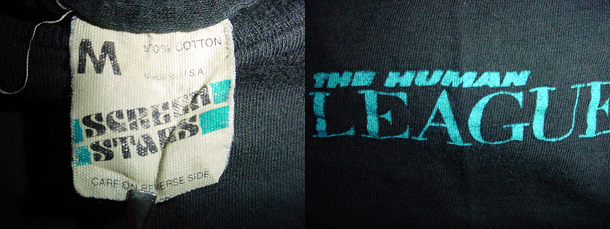 M
100% COTTON
Made in U.S.A.
SCREEN
STARS
CARE ON REVERSE SIDE
THE HUMAN
LEAGUE